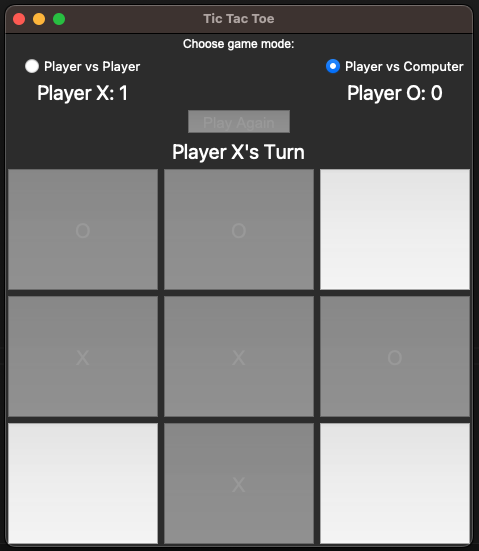 Tic Tac Toe
Choose game mode:
Player vs Player
Player vs Computer
Player X: 1
Player O: 0
Play Again
Player X's Turn
O O
X X O
X